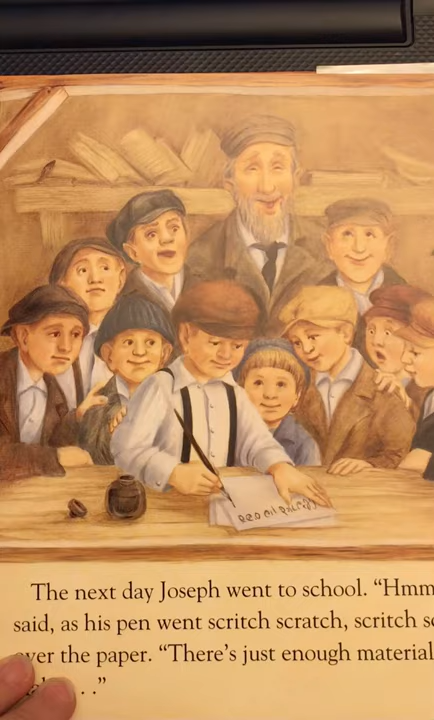 The next day Joseph went to school. “Hmm
said, as his pen went scritch scratch, scritch
over the paper. “There’s just enough material
. . .”